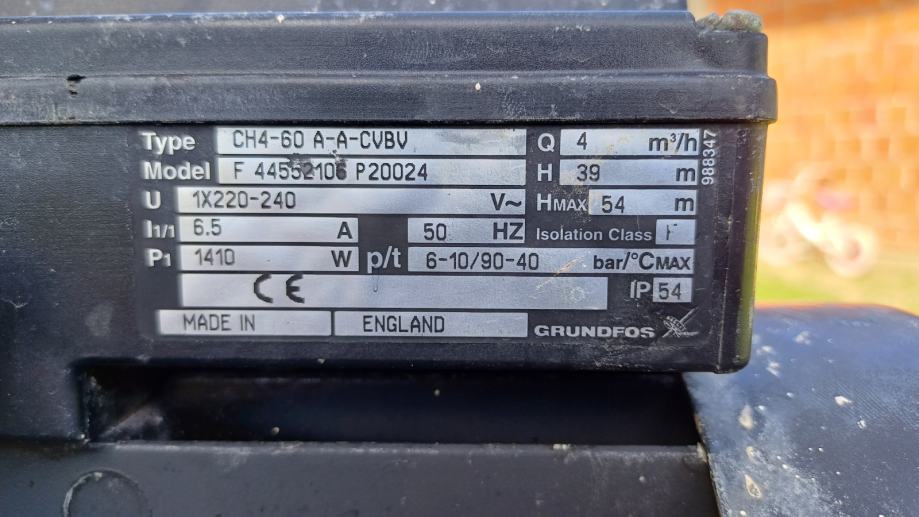 Type CH4-60 A-A-CVBV Q 4 m³/h
Model F 44552106 P20024 H 39 m
U 1X220-240 V~ HMAX 54 m
I1/1 6.5 A 50 HZ Isolation Class F
P1 1410 W p/t 6-10/90-40 bar/°CMAX
CE IP 54
MADE IN ENGLAND GRUNDFOS
988347